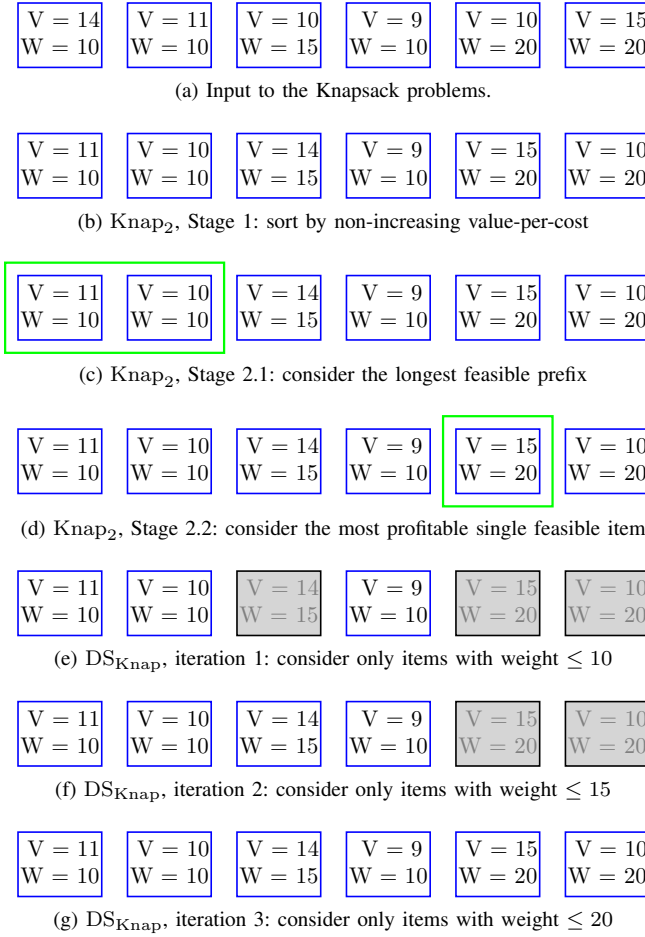 V = 14 V = 11 V = 10 V = 9 V = 10 V = 15
W = 10 W = 10 W = 15 W = 10 W = 20 W = 20
(a) Input to the Knapsack problems.
V = 11 V = 10 V = 14 V = 9 V = 15 V = 10
W = 10 W = 10 W = 15 W = 10 W = 20 W = 20
(b) Knap₂, Stage 1: sort by non-increasing value-per-cost
V = 11 V = 10 V = 14 V = 9 V = 15 V = 10
W = 10 W = 10 W = 15 W = 10 W = 20 W = 20
(c) Knap₂, Stage 2.1: consider the longest feasible prefix
V = 11 V = 10 V = 14 V = 9 V = 15 V = 10
W = 10 W = 10 W = 15 W = 10 W = 20 W = 20
(d) Knap₂, Stage 2.2: consider the most profitable single feasible item
V = 11 V = 10 V = 14 V = 9 V = 15 V = 10
W = 10 W = 10 W = 15 W = 10 W = 20 W = 20
(e) DS_Knap, iteration 1: consider only items with weight ≤ 10
V = 11 V = 10 V = 14 V = 9 V = 15 V = 10
W = 10 W = 10 W = 15 W = 10 W = 20 W = 20
(f) DS_Knap, iteration 2: consider only items with weight ≤ 15
V = 11 V = 10 V = 14 V = 9 V = 15 V = 10
W = 10 W = 10 W = 15 W = 10 W = 20 W = 20
(g) DS_Knap, iteration 3: consider only items with weight ≤ 20